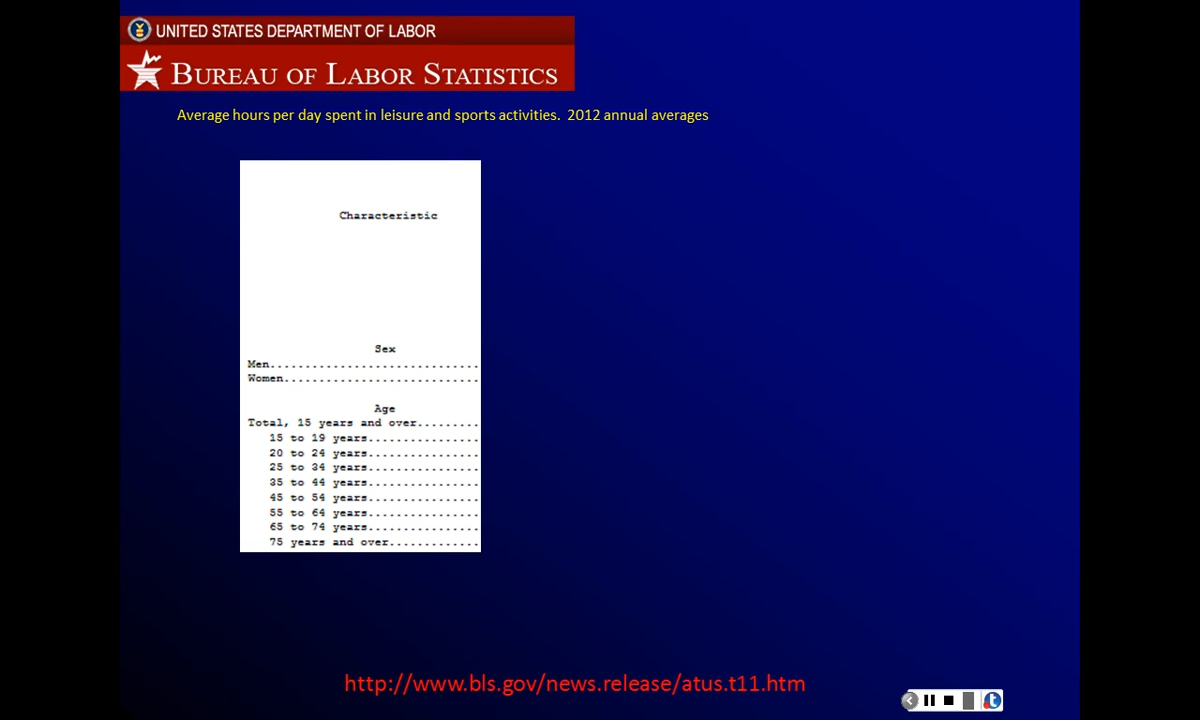 UNITED STATES DEPARTMENT OF LABOR
BUREAU OF LABOR STATISTICS
Average hours per day spent in leisure and sports activities.  2012 annual averages
Characteristic
Sex
Men..............................
Women............................
Age
Total, 15 years and over.........
15 to 19 years................
20 to 24 years................
25 to 34 years................
35 to 44 years................
45 to 54 years................
55 to 64 years................
65 to 74 years................
75 years and over.............
http://www.bls.gov/news.release/atus.t11.htm
t